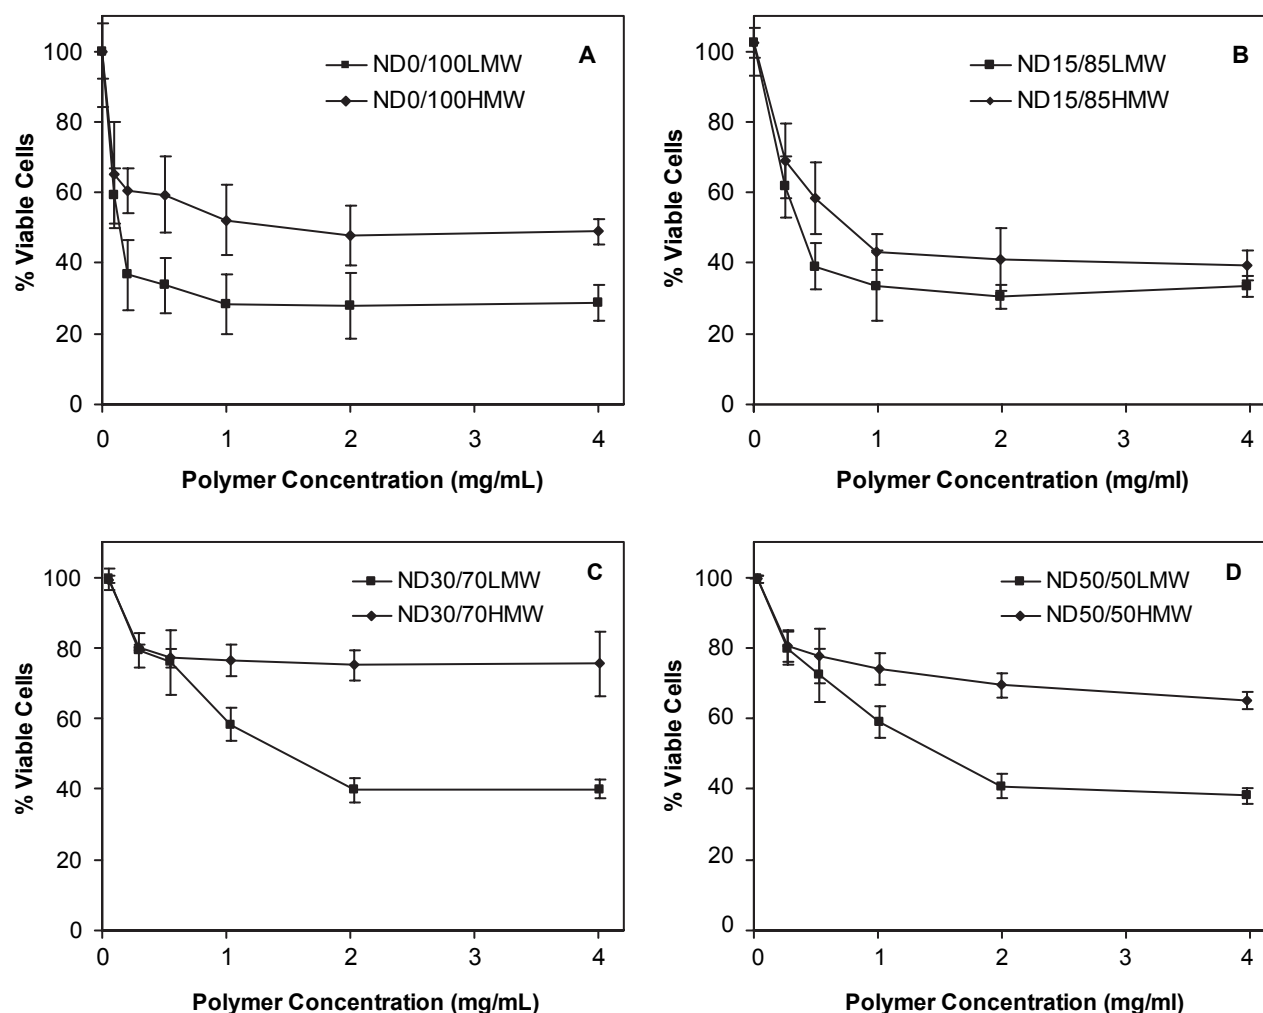 A
ND0/100LMW
ND0/100HMW
% Viable Cells
100
80
60
40
20
0
0 1 2 3 4
Polymer Concentration (mg/mL)
B
ND15/85LMW
ND15/85HMW
% Viable Cells
100
80
60
40
20
0
0 1 2 3 4
Polymer Concentration (mg/ml)
C
ND30/70LMW
ND30/70HMW
% Viable Cells
100
80
60
40
20
0
0 1 2 3 4
Polymer Concentration (mg/mL)
D
ND50/50LMW
ND50/50HMW
% Viable Cells
100
80
60
40
20
0
0 1 2 3 4
Polymer Concentration (mg/ml)